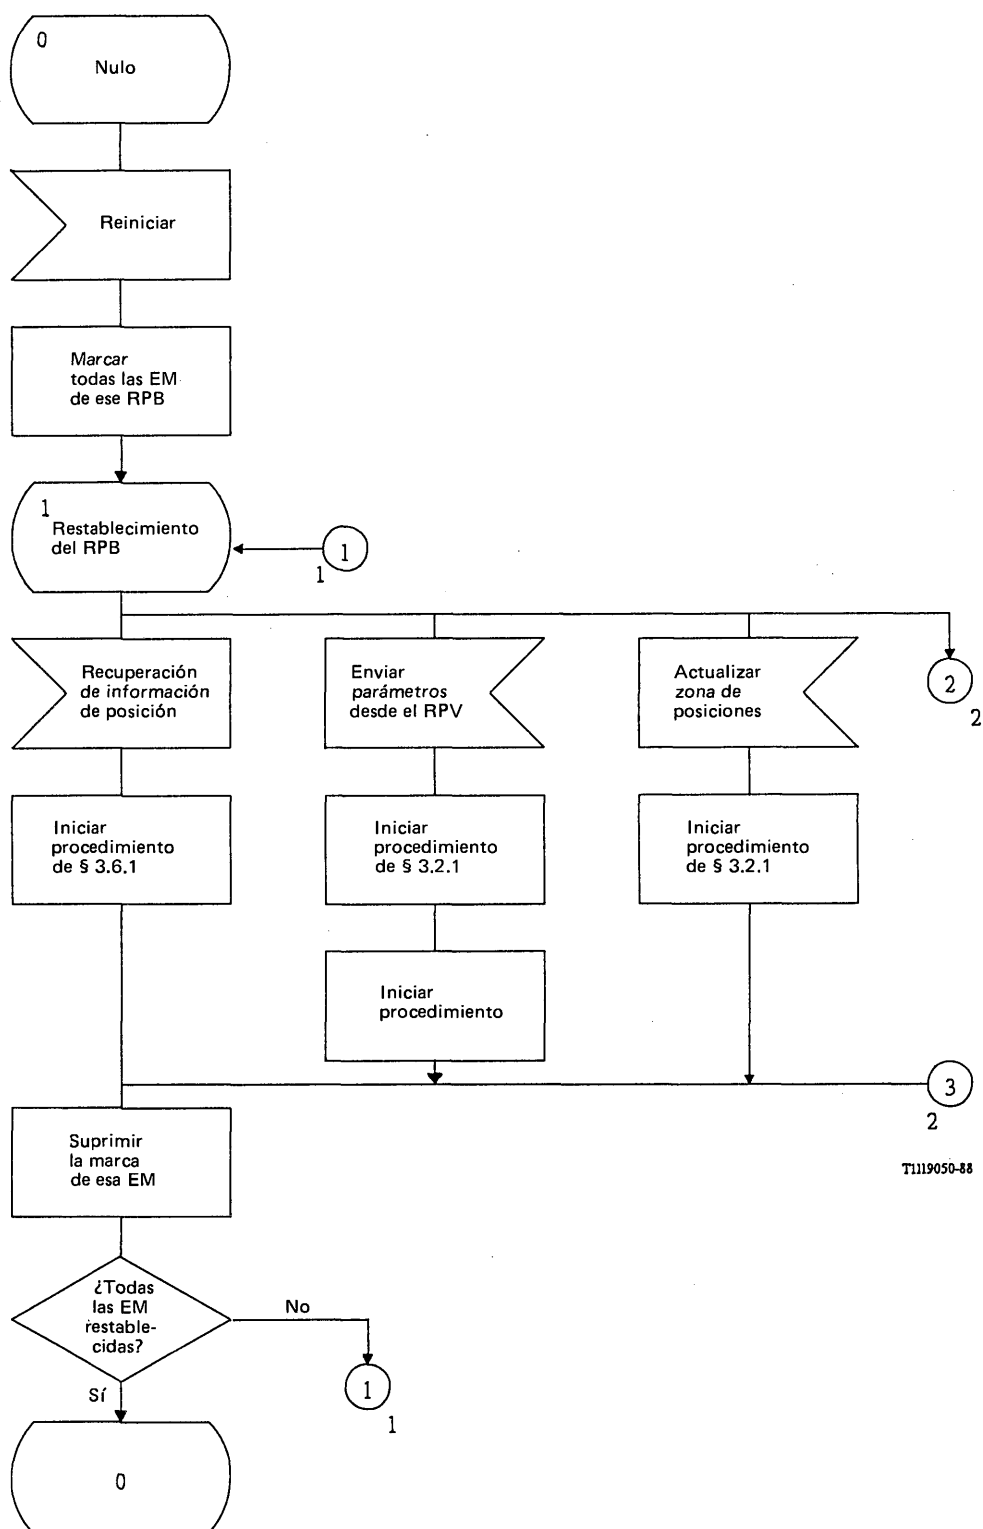 0
Nulo
Reiniciar
Marcar
todas las EM
de ese RPB
1
Restablecimiento
del RPB
1
1
Recuperación
de información
de posición
Enviar
parámetros
desde el RPV
Actualizar
zona de
posiciones
2
2
Iniciar
procedimiento
de § 3.6.1
Iniciar
procedimiento
de § 3.2.1
Iniciar
procedimiento
de § 3.2.1
Iniciar
procedimiento
3
2
Suprimir
la marca
de esa EM
T1119050-88
¿Todas
las EM
restable-
cidas?
No
1
1
Sí
0